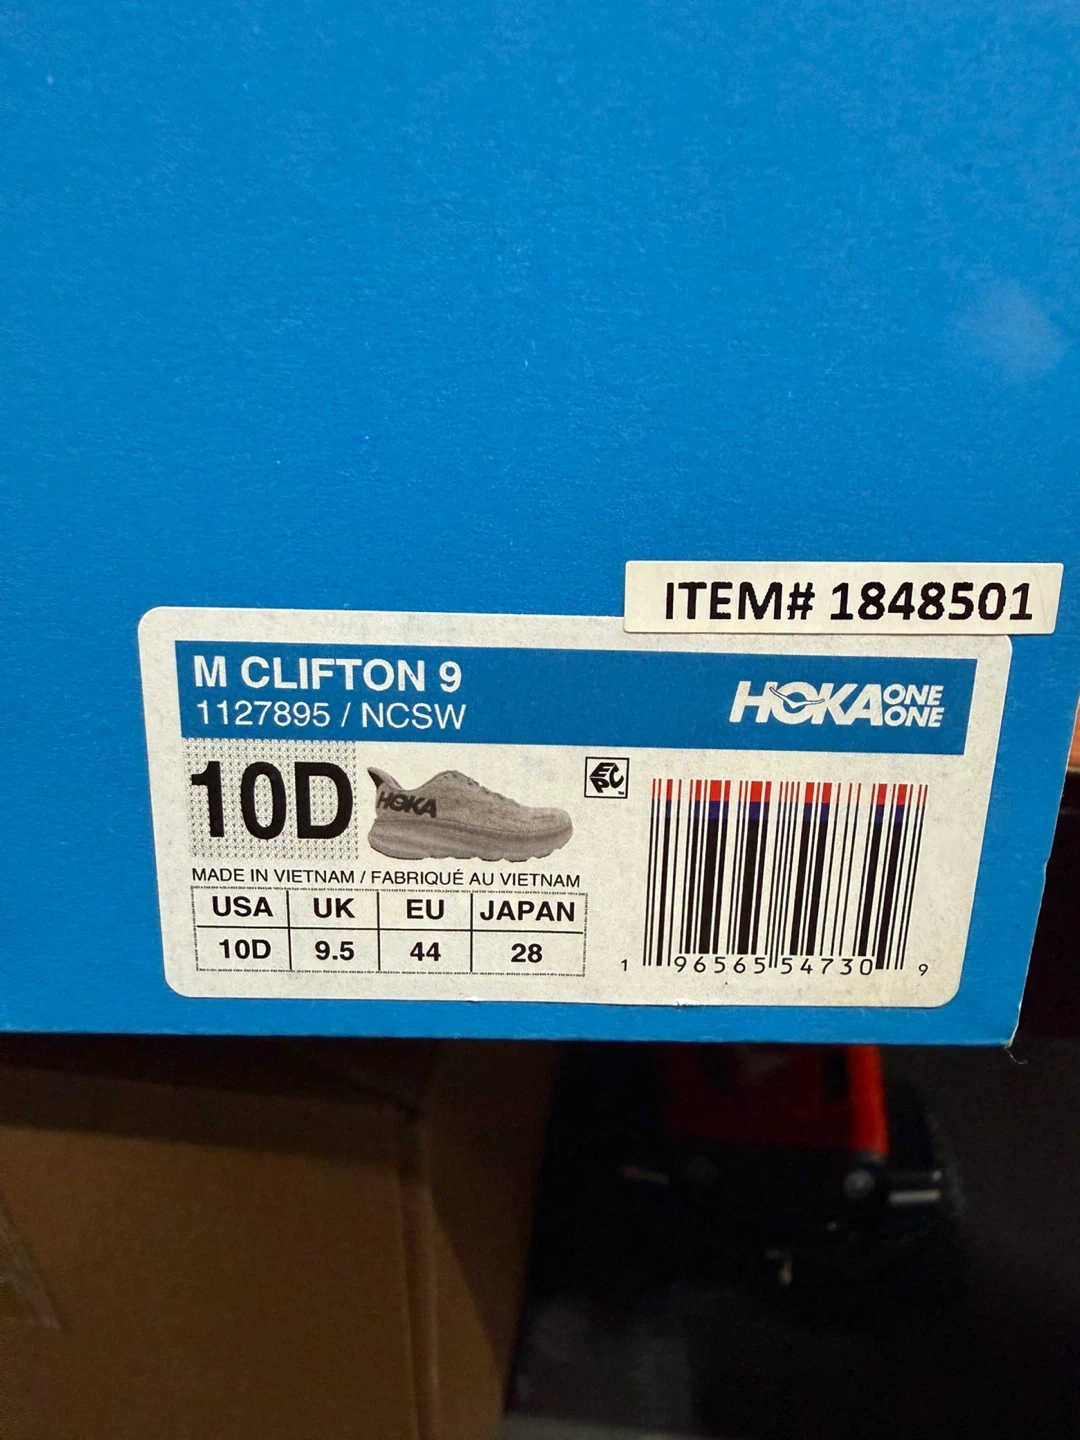 ITEM# 1848501
M CLIFTON 9
1127895 / NCSW
HOKA ONE ONE
10D
HOKA
EPC
MADE IN VIETNAM / FABRIQUÉ AU VIETNAM
USA UK EU JAPAN
10D 9.5 44 28
1 96565 54730 9